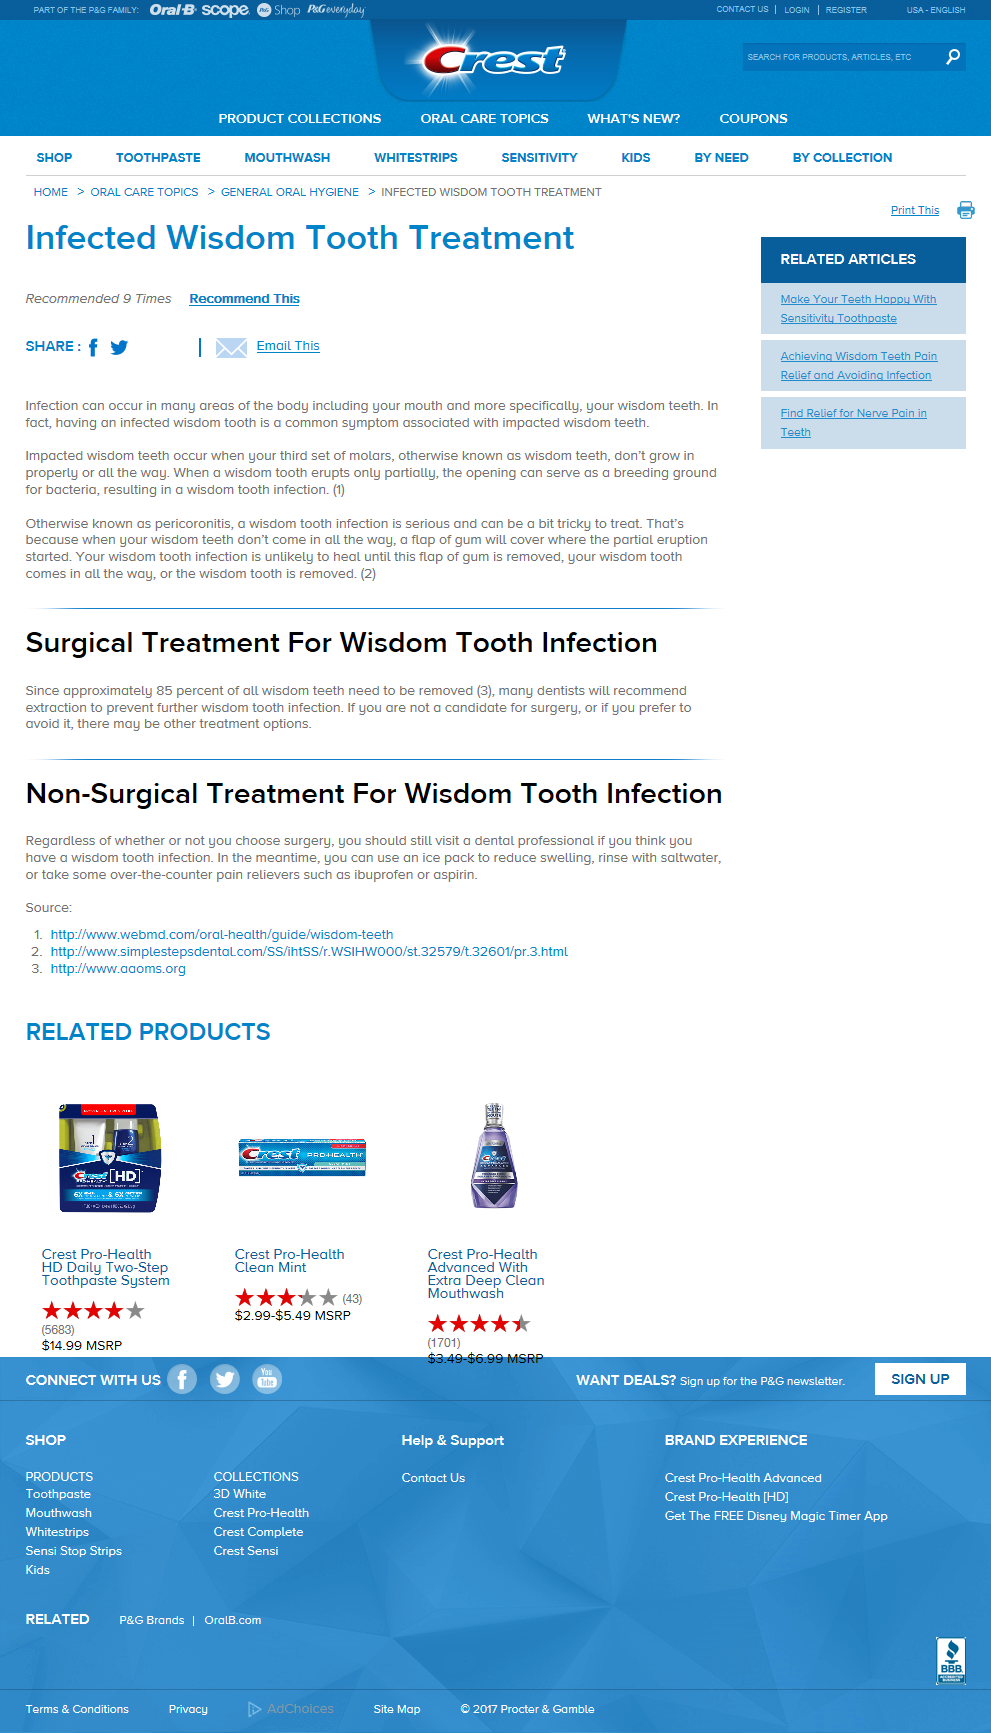 PART OF THE P&G FAMILY: Oral-B scope. P&G Shop P&G everyday
CONTACT US | LOGIN | REGISTER USA - ENGLISH
Crest
SEARCH FOR PRODUCTS, ARTICLES, ETC
PRODUCT COLLECTIONS ORAL CARE TOPICS WHAT'S NEW? COUPONS
SHOP TOOTHPASTE MOUTHWASH WHITESTRIPS SENSITIVITY KIDS BY NEED BY COLLECTION
HOME > ORAL CARE TOPICS > GENERAL ORAL HYGIENE > INFECTED WISDOM TOOTH TREATMENT
Print This
Infected Wisdom Tooth Treatment
Recommended 9 Times Recommend This
SHARE : Email This
RELATED ARTICLES
Make Your Teeth Happy With
Sensitivity Toothpaste
Achieving Wisdom Teeth Pain
Relief and Avoiding Infection
Find Relief for Nerve Pain in
Teeth
Infection can occur in many areas of the body including your mouth and more specifically, your wisdom teeth. In
fact, having an infected wisdom tooth is a common symptom associated with impacted wisdom teeth.
Impacted wisdom teeth occur when your third set of molars, otherwise known as wisdom teeth, don't grow in
properly or all the way. When a wisdom tooth erupts only partially, the opening can serve as a breeding ground
for bacteria, resulting in a wisdom tooth infection. (1)
Otherwise known as pericoronitis, a wisdom tooth infection is serious and can be a bit tricky to treat. That's
because when your wisdom teeth don't come in all the way, a flap of gum will cover where the partial eruption
started. Your wisdom tooth infection is unlikely to heal until this flap of gum is removed, your wisdom tooth
comes in all the way, or the wisdom tooth is removed. (2)
Surgical Treatment For Wisdom Tooth Infection
Since approximately 85 percent of all wisdom teeth need to be removed (3), many dentists will recommend
extraction to prevent further wisdom tooth infection. If you are not a candidate for surgery, or if you prefer to
avoid it, there may be other treatment options.
Non-Surgical Treatment For Wisdom Tooth Infection
Regardless of whether or not you choose surgery, you should still visit a dental professional if you think you
have a wisdom tooth infection. In the meantime, you can use an ice pack to reduce swelling, rinse with saltwater,
or take some over-the-counter pain relievers such as ibuprofen or aspirin.
Source:
1. http://www.webmd.com/oral-health/guide/wisdom-teeth
2. http://www.simplestepsdental.com/SS/ihtSS/r.WSIHW000/st.32579/t.32601/pr.3.html
3. http://www.aaoms.org
RELATED PRODUCTS
1 2
Crest [HD]
Crest PRO-HEALTH
Crest
Crest Pro-Health
HD Daily Two-Step
Toothpaste System
(5683)
$14.99 MSRP
Crest Pro-Health
Clean Mint
(43)
$2.99-$5.49 MSRP
Crest Pro-Health
Advanced With
Extra Deep Clean
Mouthwash
(1701)
$3.49-$6.99 MSRP
CONNECT WITH US You Tube WANT DEALS? Sign up for the P&G newsletter. SIGN UP
SHOP
PRODUCTS
Toothpaste
Mouthwash
Whitestrips
Sensi Stop Strips
Kids
COLLECTIONS
3D White
Crest Pro-Health
Crest Complete
Crest Sensi
Help & Support
Contact Us
BRAND EXPERIENCE
Crest Pro-Health Advanced
Crest Pro-Health [HD]
Get The FREE Disney Magic Timer App
RELATED P&G Brands | OralB.com
BBB
ACCREDITED
BUSINESS
Terms & Conditions Privacy AdChoices Site Map © 2017 Procter & Gamble